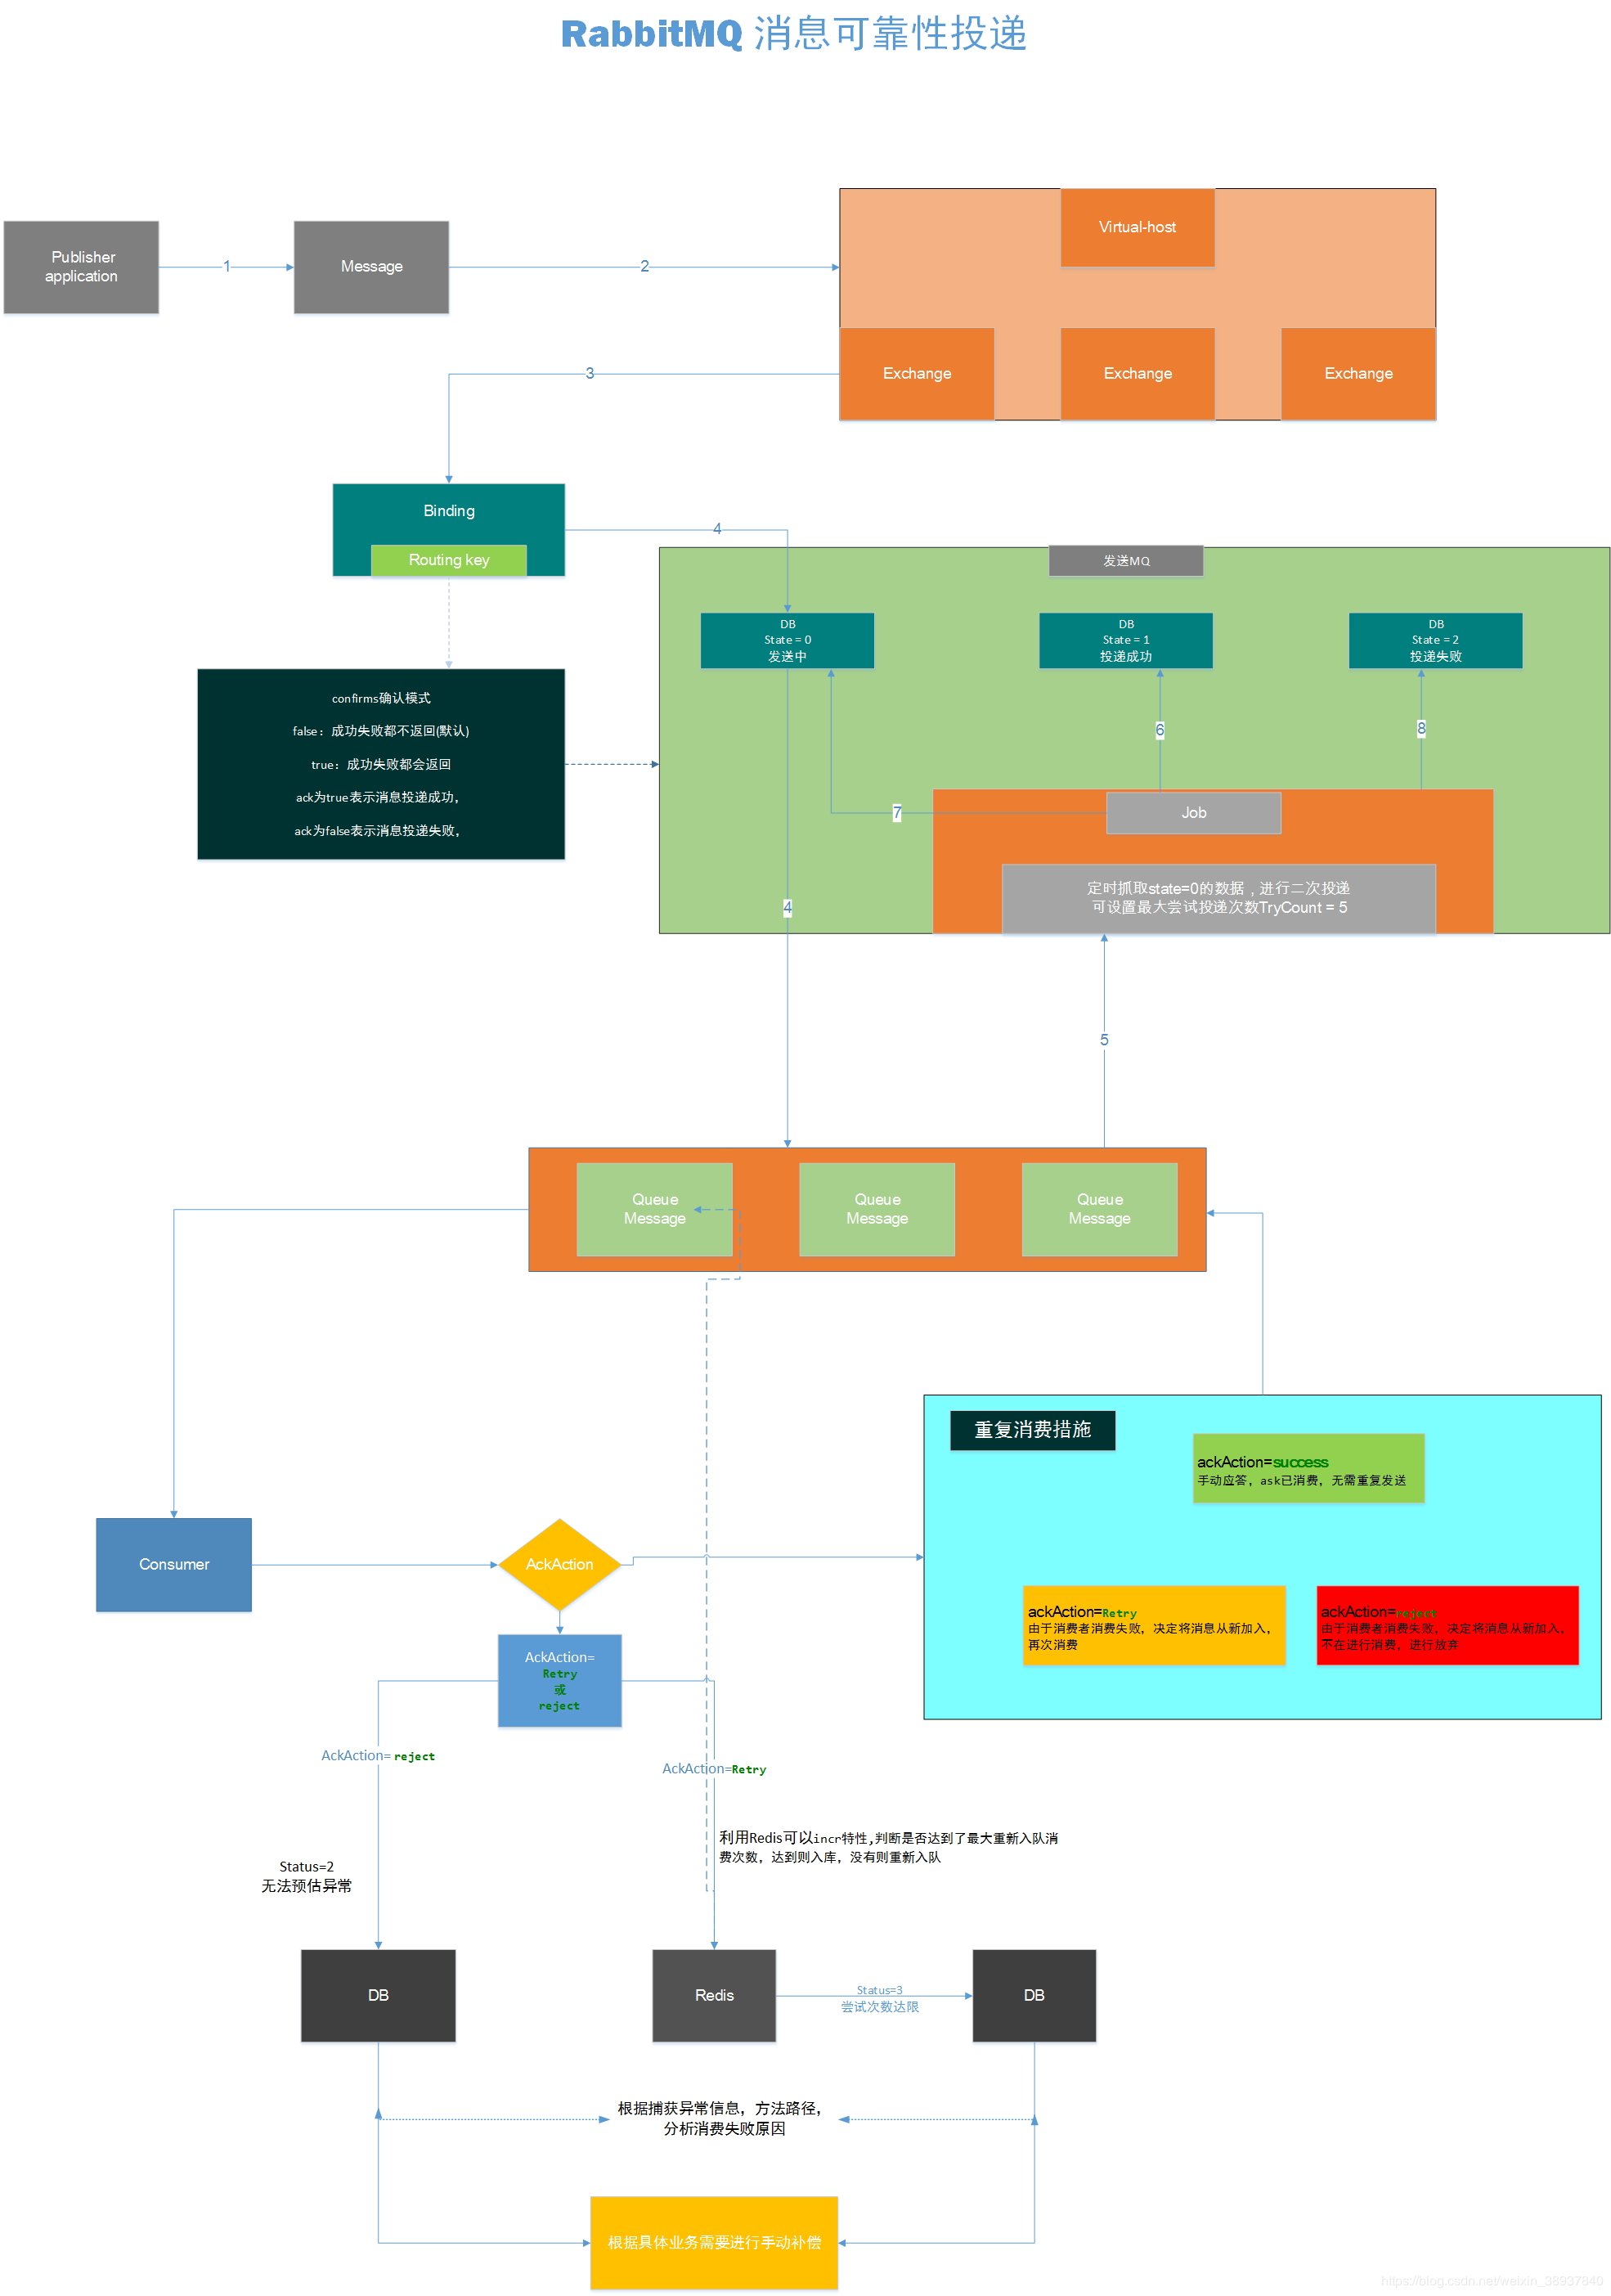 RabbitMQ 消息可靠性投递
Virtual-host
Publisher
application
1
Message
2
3
Exchange
Exchange
Exchange
Binding
4
Routing key
发送MQ
DB
State = 0
发送中
DB
State = 1
投递成功
DB
State = 2
投递失败
confirms确认模式
false：成功失败都不返回(默认)
true：成功失败都会返回
ack为true表示消息投递成功，
ack为false表示消息投递失败，
6
8
7
Job
定时抓取state=0的数据，进行二次投递
可设置最大尝试投递次数TryCount = 5
4
5
Queue
Message
Queue
Message
Queue
Message
重复消费措施
ackAction=success
手动应答，ask已消费，无需重复发送
Consumer
AckAction
ackAction=Retry
由于消费者消费失败，决定将消息从新加入，
再次消费
ackAction=reject
由于消费者消费失败，决定将消息从新加入，
不在进行消费，进行放弃
AckAction=
Retry
或
reject
AckAction= reject
AckAction=Retry
利用Redis可以incr特性,判断是否达到了最大重新入队消
费次数，达到则入库，没有则重新入队
Status=2
无法预估异常
DB
Redis
Status=3
尝试次数达限
DB
根据捕获异常信息，方法路径，
分析消费失败原因
根据具体业务需要进行手动补偿
https://blog.csdn.net/weixin_38937840